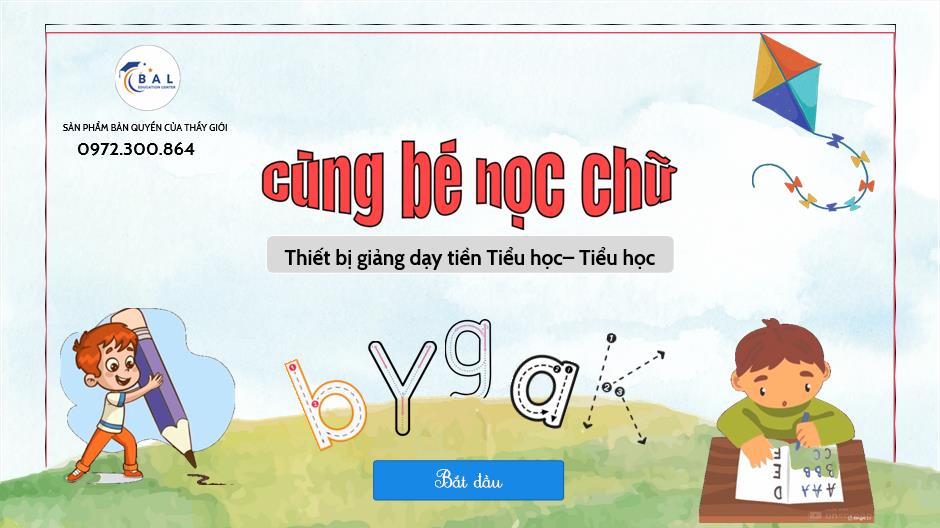 BAL
EDUCATION CENTER
SẢN PHẨM BẢN QUYỀN CỦA THẦY GIỚI
0972.300.864
cùng bé học chữ
Thiết bị giảng dạy tiền Tiểu học– Tiểu học
b y g a K
Bắt đầu